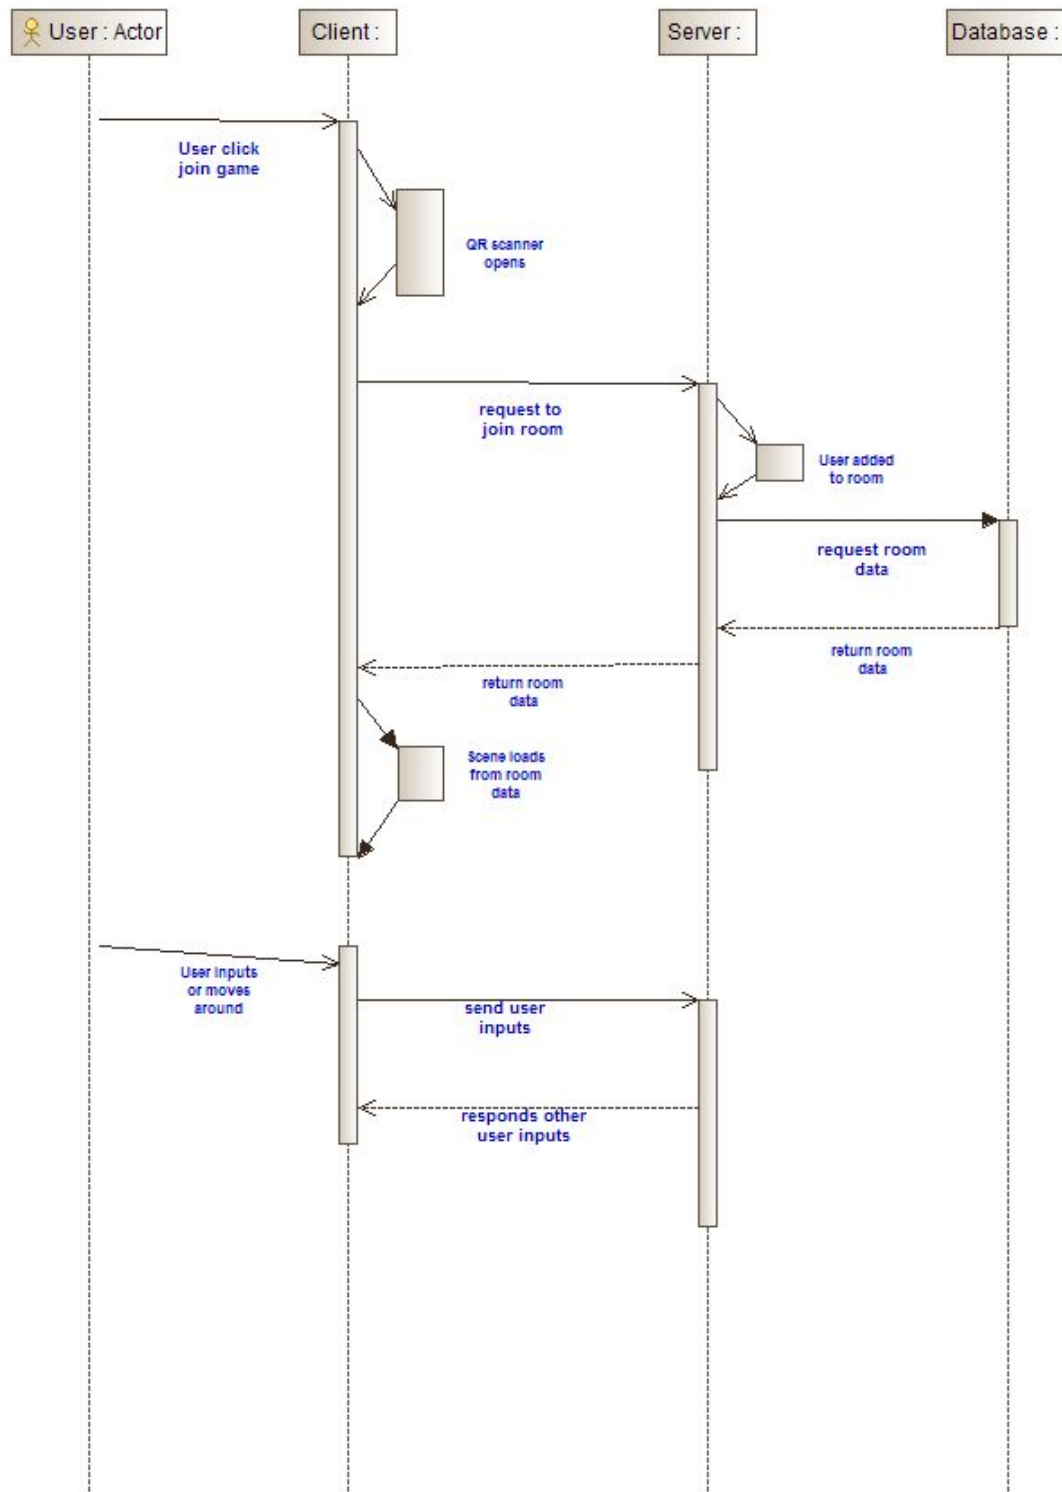 User : Actor
Client :
Server :
Database :
User click
join game
QR scanner
opens
request to
join room
User added
to room
request room
data
return room
data
return room
data
Scene loads
from room
data
User inputs
or moves
around
send user
inputs
responds other
user inputs